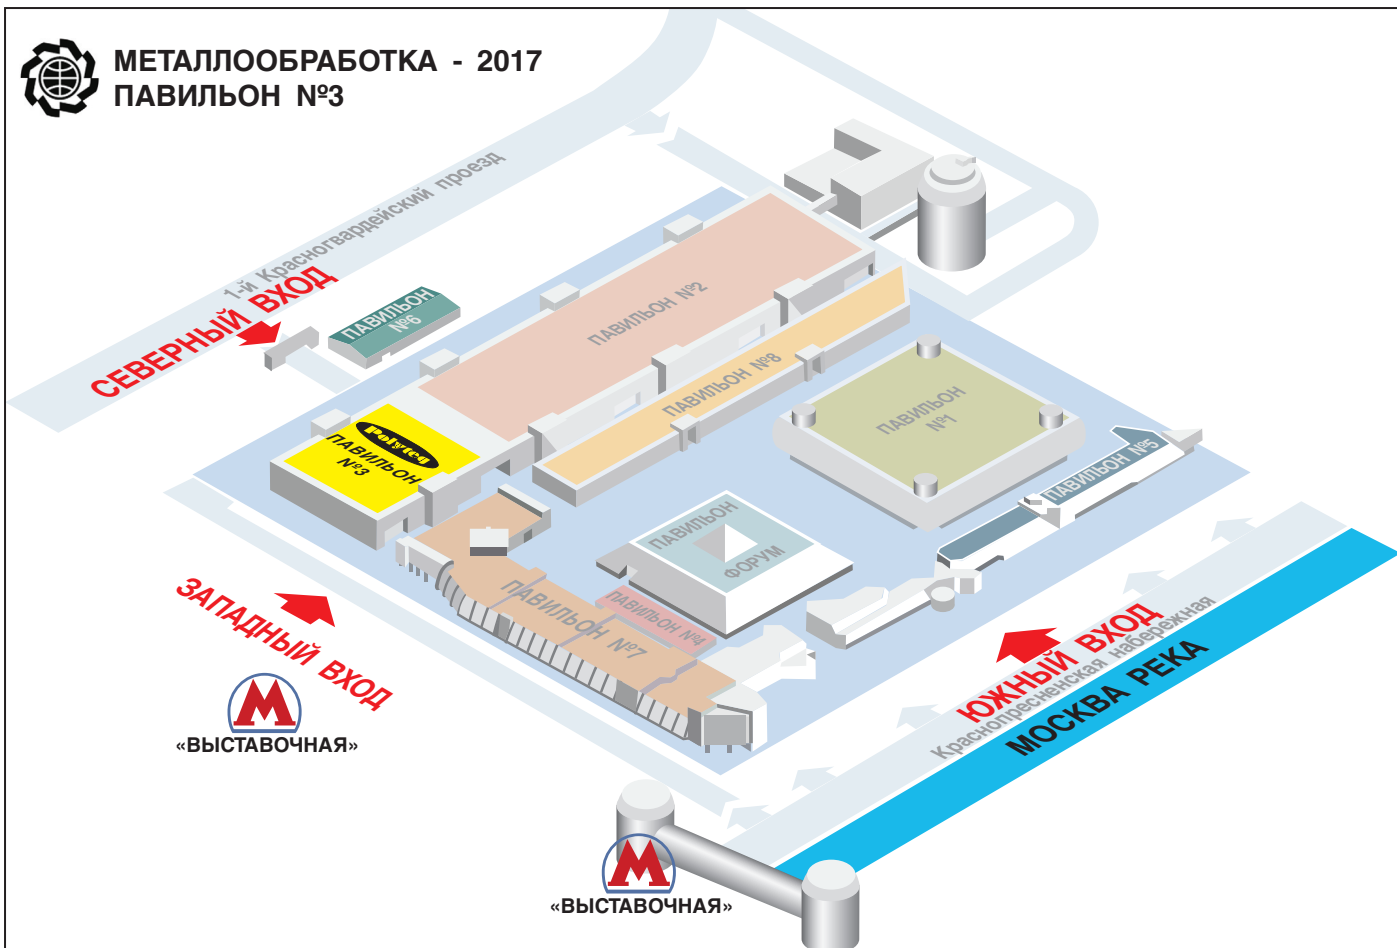 МЕТАЛЛООБРАБОТКА - 2017
ПАВИЛЬОН №3
1-й Красногвардейский проезд
СЕВЕРНЫЙ ВХОД
ПАВИЛЬОН
№6
ПАВИЛЬОН №2
ПАВИЛЬОН №8
ПАВИЛЬОН
№1
Polytea
ПАВИЛЬОН
№3
ПАВИЛЬОН №5
ПАВИЛЬОН
ФОРУМ
ПАВИЛЬОН №4
ПАВИЛЬОН №7
ЗАПАДНЫЙ ВХОД
М
«ВЫСТАВОЧНАЯ»
ЮЖНЫЙ ВХОД
Краснопресненская набережная
МОСКВА РЕКА
М
«ВЫСТАВОЧНАЯ»